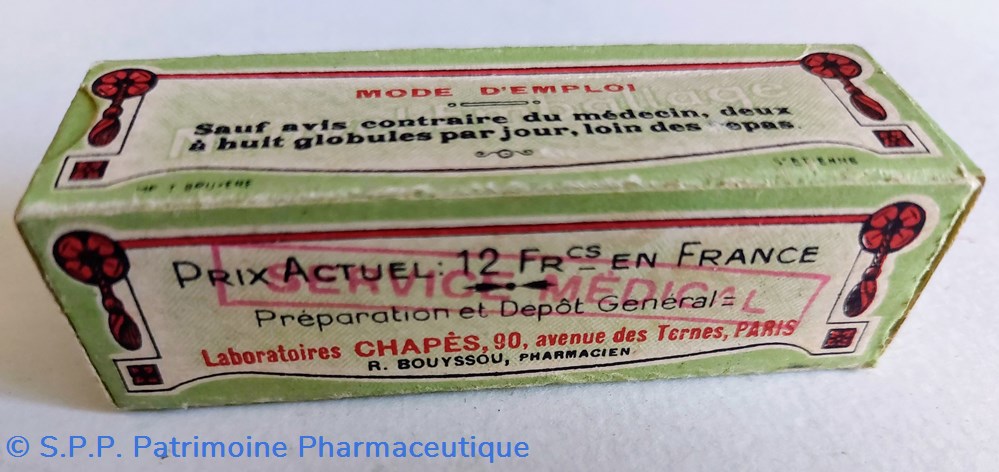 MODE D'EMPLOI
Sauf avis contraire du médecin, deux
à huit globules par jour, loin des repas.
St ETIENNE
PRIX ACTUEL: 12 FRCS EN FRANCE
SERVICE MÉDICAL
Préparation et Dépôt Général=
Laboratoires CHAPÈS, 90, avenue des Ternes, PARIS
R. BOUYSSOU, PHARMACIEN
© S.P.P. Patrimoine Pharmaceutique